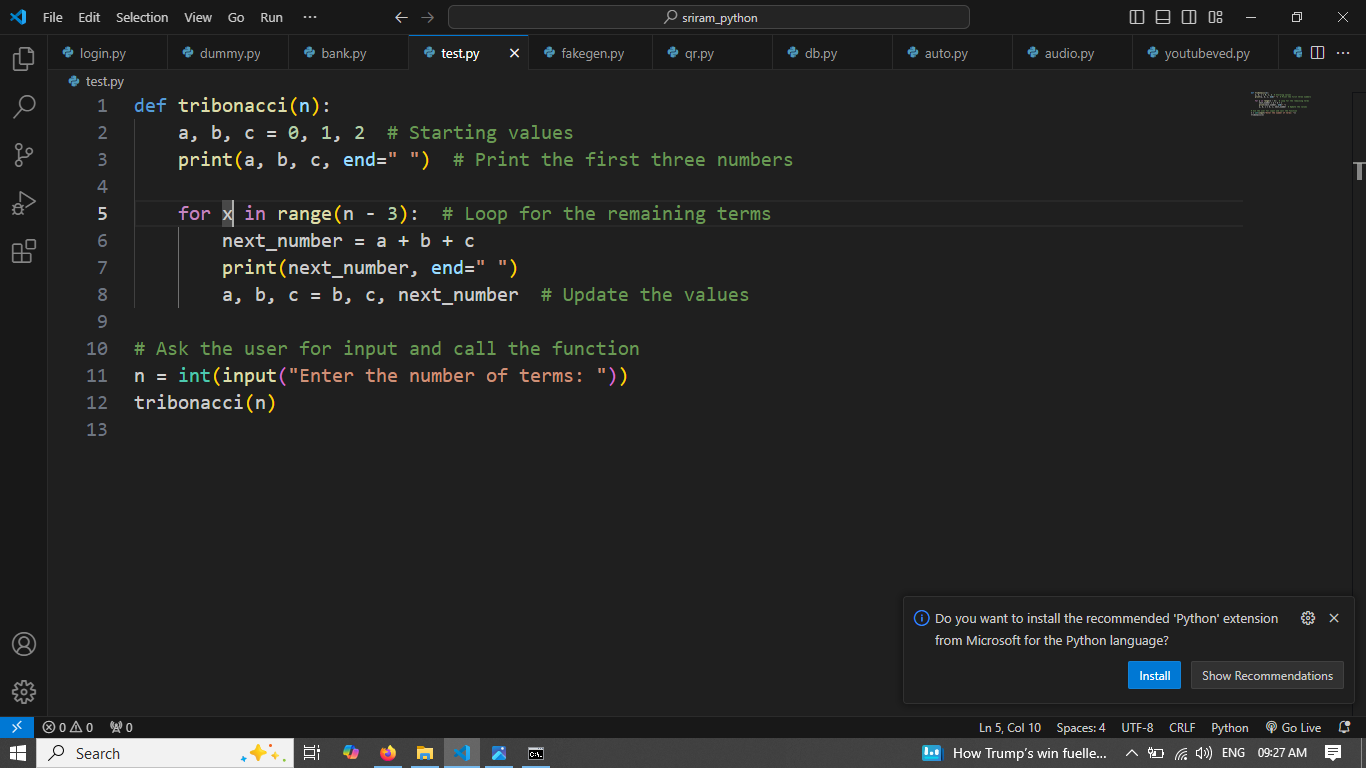 File Edit Selection View Go Run ···
sriram_python
login.py dummy.py bank.py test.py fakegen.py qr.py db.py auto.py audio.py youtubeved.py
test.py
1 def tribonacci(n):
2     a, b, c = 0, 1, 2  # Starting values
3     print(a, b, c, end=" ")  # Print the first three numbers
4
5     for x in range(n - 3):  # Loop for the remaining terms
6         next_number = a + b + c
7         print(next_number, end=" ")
8         a, b, c = b, c, next_number  # Update the values
9
10 # Ask the user for input and call the function
11 n = int(input("Enter the number of terms: "))
12 tribonacci(n)
13
Do you want to install the recommended 'Python' extension
from Microsoft for the Python language?
Install Show Recommendations
0 0 0 Ln 5, Col 10 Spaces: 4 UTF-8 CRLF Python Go Live
Search How Trump's win fuelle... ENG 09:27 AM